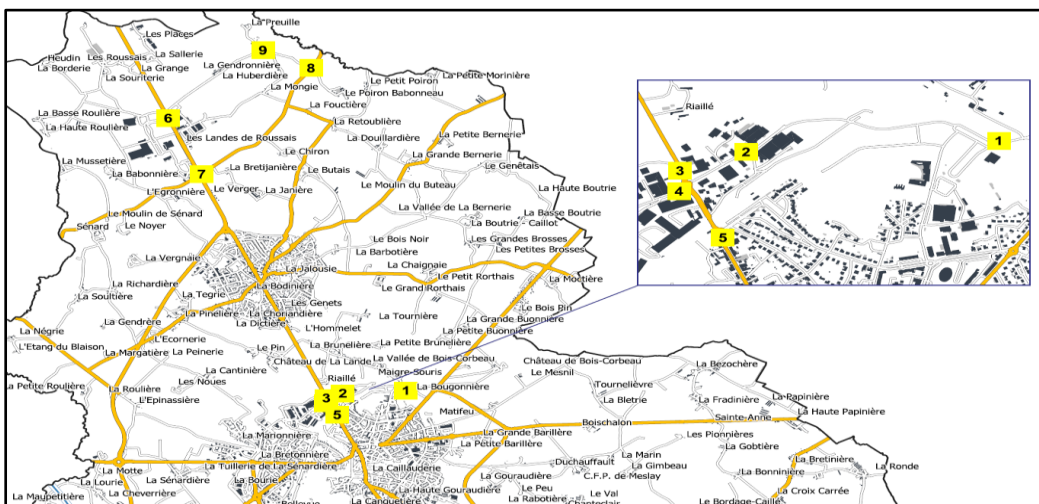 La Preuille
Les Places
9
Heudin
Les Roussais
La Sallerie
La Borderie
La Grange
La Gendronnière
8
La Souriterie
La Huberdière
Le Petit Poiron
La Petite Morinière
La Mongie
Le Poiron Babonneau
La Fouctière
La Basse Roulière
6
La Retoublière
La Haute Roulière
Les Landes de Roussais
La Douillardière
La Petite Bernerie
La Mussetière
Le Chiron
La Grande Bernerie
La Babonnière
7
La Bretijanière
Le Butais
Le Genêtais
L'Egronnière
Le Verger
La Janière
Le Moulin du Buteau
La Haute Boutrie
Le Moulin de Sénard
La Vallée de La Bernerie
La Basse Boutrie
Sénard
Le Noyer
La Boutrie - Caillot
Le Bois Noir
Les Grandes Brosses
La Barbotière
Les Petites Brosses
La Vergnaie
La Jalousie
La Chaignaie
La Richardière
La Bodinière
Le Petit Rorthais
La Moctière
La Soultière
La Tegrie
Les Genets
Le Grand Rorthais
La Pinelière
La Choriandière
Le Bois Pin
La Gendrère
La Dictière
La Tournière
La Grande Buonnière
La Négrie
L'Hommelet
La Petite Buonnière
L'Ecornerie
L'Etang du Blaison
La Brunelière
La Petite Brunelière
La Margatière
La Peinerie
Le Pin
Château de La Lande
La Vallée de Bois-Corbeau
Château de Bois-Corbeau
La Cantinière
Maigre-Souris
Le Mesnil
La Bezochère
La Petite Roulière
Les Noues
Riaillé
La Roulière
3
2
1
La Bougonnière
Tournelièvre
La Papinière
L'Epinassière
La Bletrie
La Fradinière
5
Matifeu
Sainte-Anne
La Haute Papinière
Boischalon
La Marionnière
La Grande Barillère
Les Pionnières
La Petite Barillère
La Gobtière
La Bretonnière
La Marin
La Bretinière
La Motte
La Tuillerie de La Sénardière
La Caillauderie
Duchauffault
La Gimbeau
La Bonninière
La Ronde
La Lourie
La Sénardière
La Bourie
La Gouraudière
C.F.P. de Meslay
La Maupetitière
La Cheverrière
La Haute Gouraudière
Le Peu
Le Val
La Croix Carrée
Bellevue
La Canquetière
La Rabotière
Chanteclair
Le Bordage-Caillé
Riaillé
1
2
3
4
5